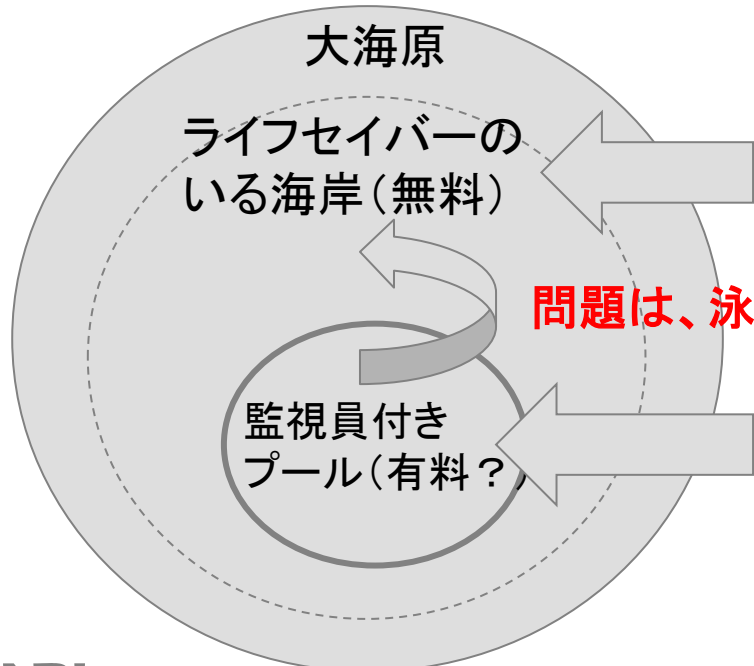 大海原
ライフセイバーの
いる海岸(無料)
問題は、泳
監視員付き
プール(有料?)